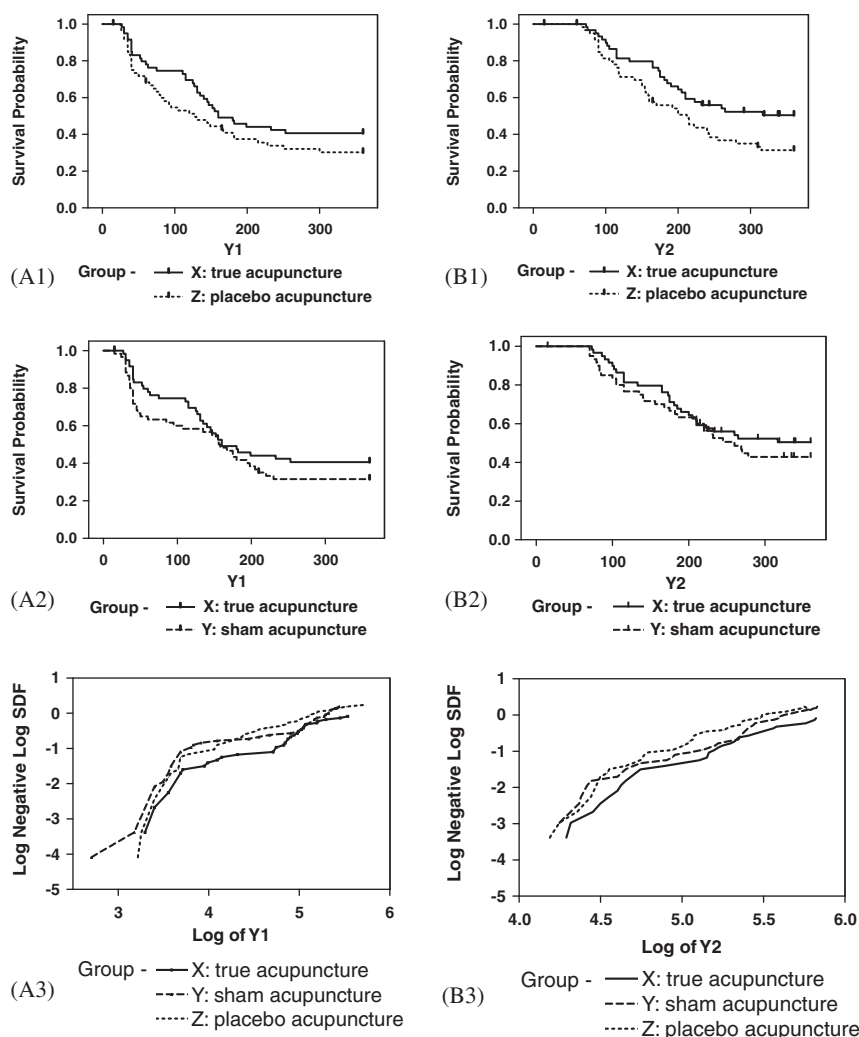 1.0
0.8
0.6
0.4
0.2
0.0
Survival Probability
0 100 200 300
Y1
(A1)
Group -
X: true acupuncture
Z: placebo acupuncture
1.0
0.8
0.6
0.4
0.2
0.0
Survival Probability
0 100 200 300
Y2
(B1)
Group -
X: true acupuncture
Z: placebo acupuncture
1.0
0.8
0.6
0.4
0.2
0.0
Survival Probability
0 100 200 300
Y1
(A2)
Group -
X: true acupuncture
Y: sham acupuncture
1.0
0.8
0.6
0.4
0.2
0.0
Survival Probability
0 100 200 300
Y2
(B2)
Group -
X: true acupuncture
Y: sham acupuncture
1
0
-1
-2
-3
-4
-5
Log Negative Log SDF
3 4 5 6
Log of Y1
(A3)
Group -
X: true acupuncture
Y: sham acupuncture
Z: placebo acupuncture
1
0
-1
-2
-3
-4
-5
Log Negative Log SDF
4.0 4.5 5.0 5.5 6.0
Log of Y2
(B3)
Group -
X: true acupuncture
Y: sham acupuncture
Z: placebo acupuncture